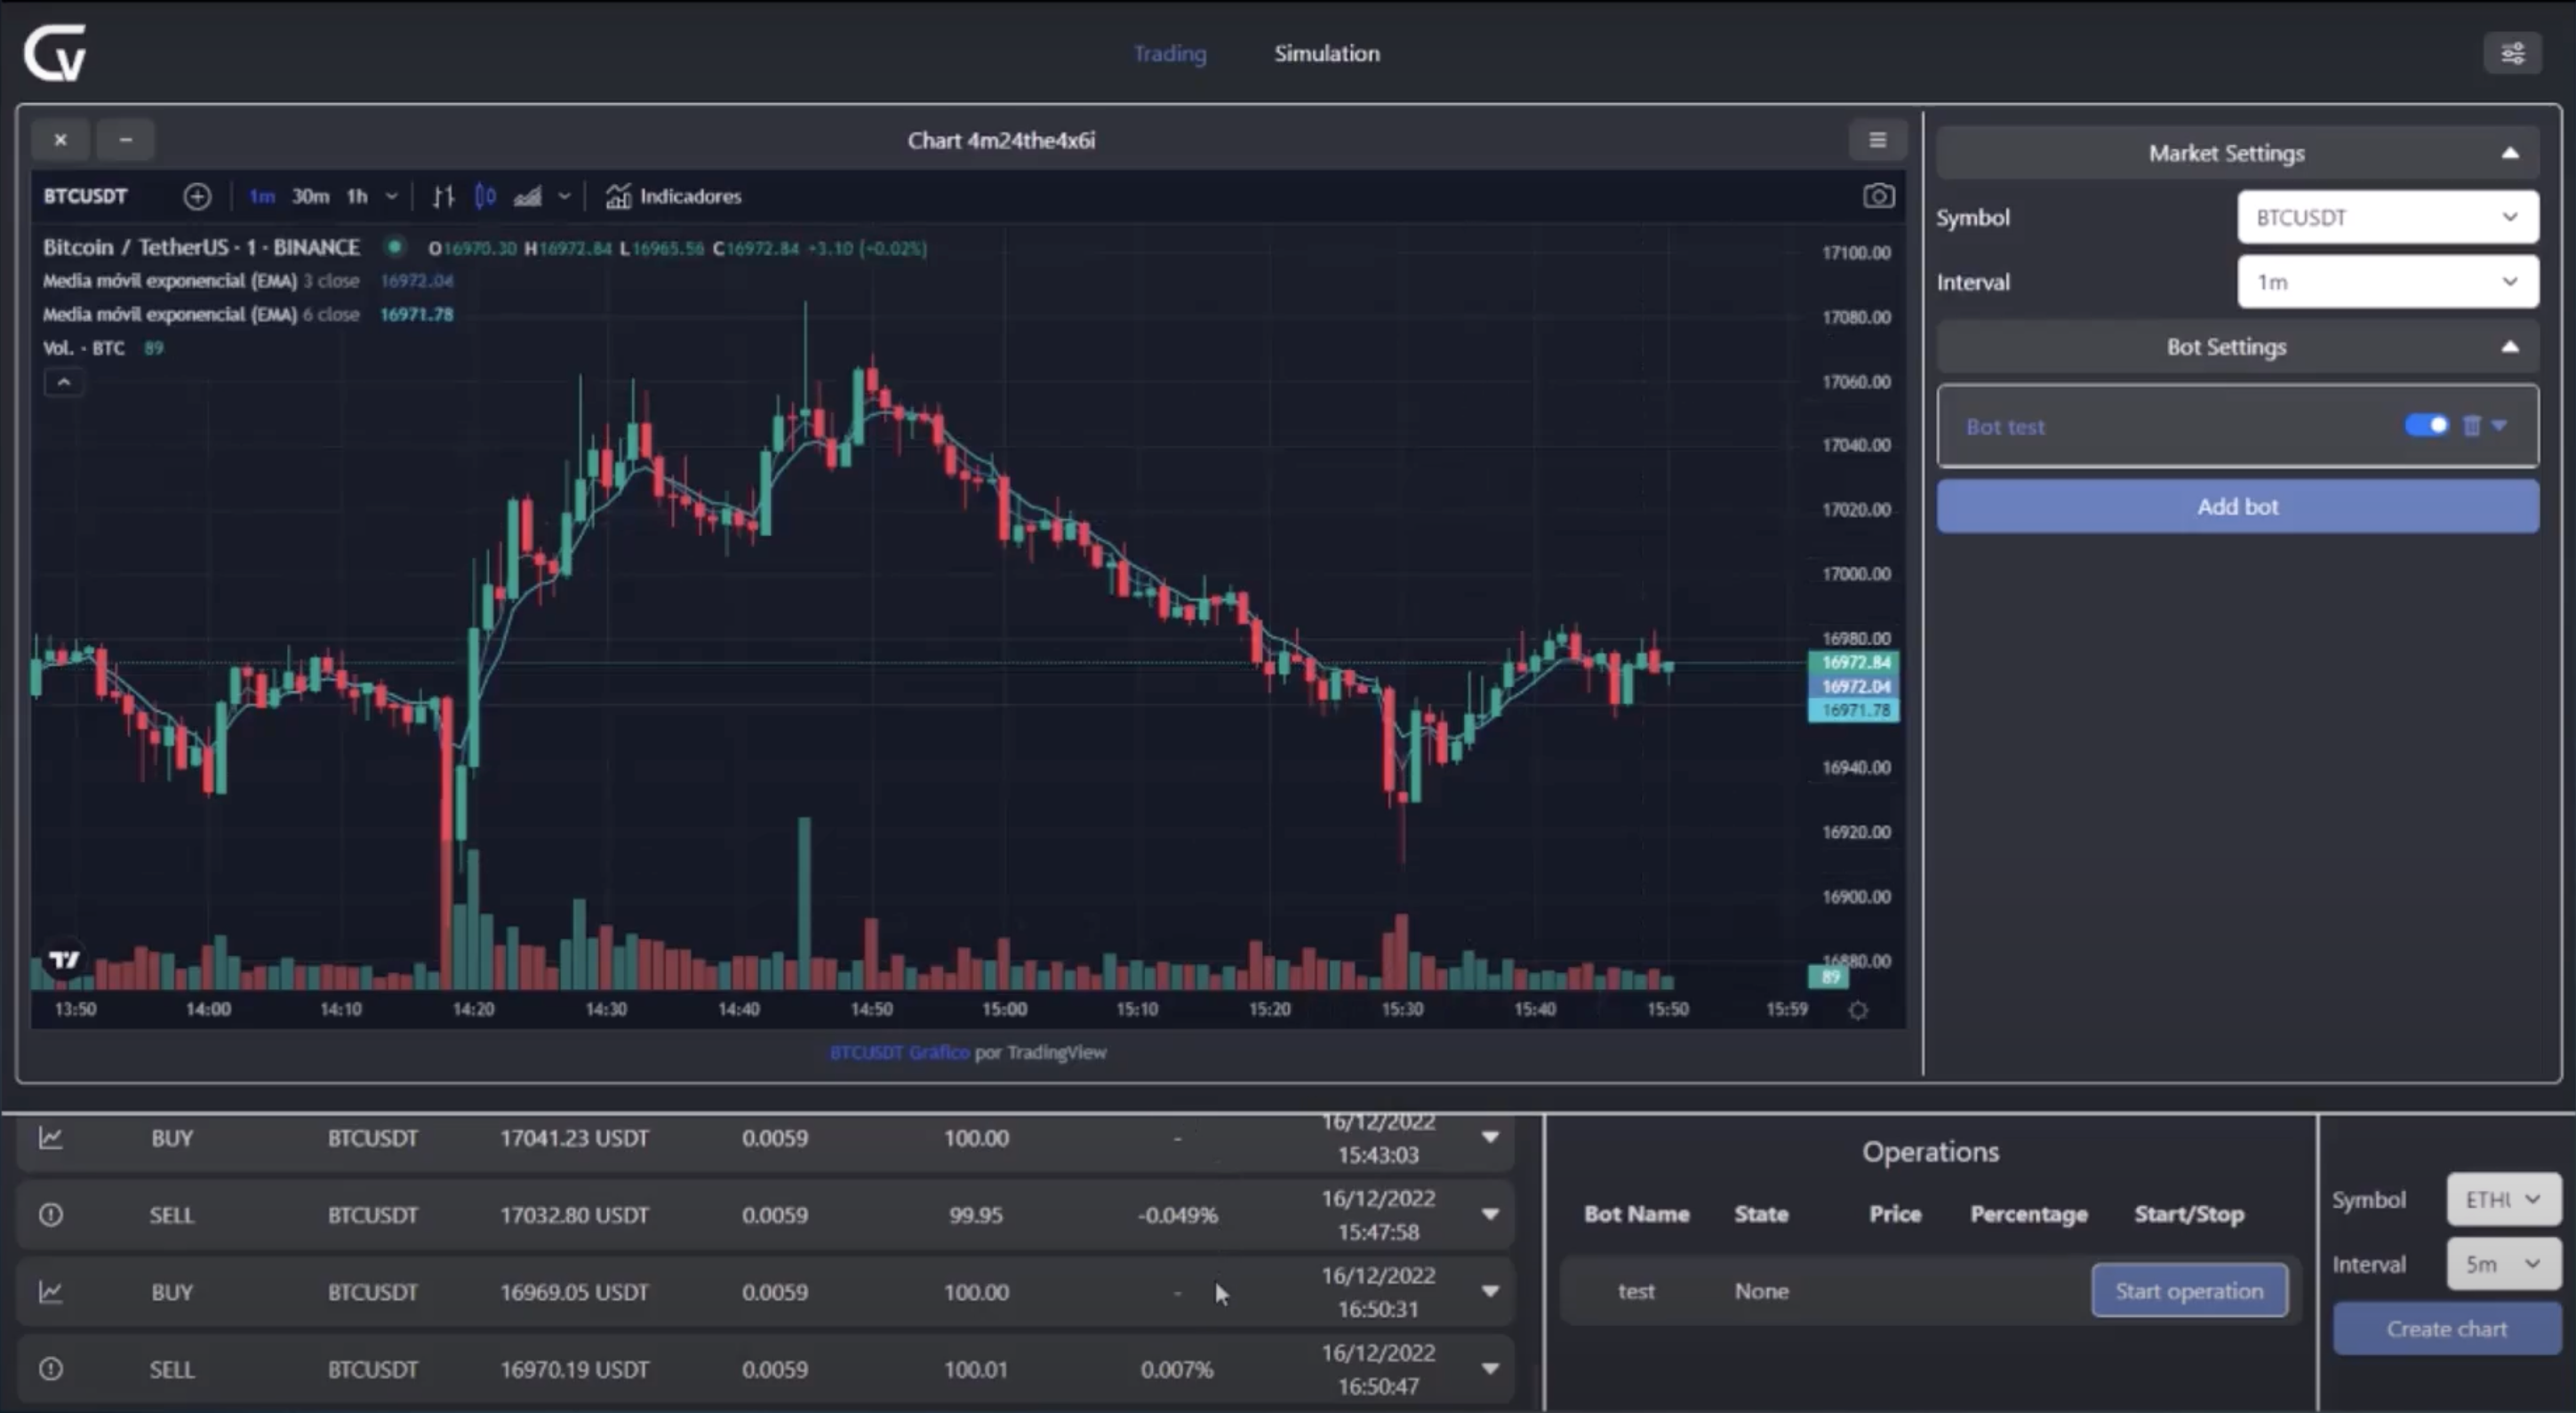 Cv
Trading Simulation
× − Chart 4m24the4x6i
BTCUSDT 1m 30m 1h Indicadores
Bitcoin / TetherUS · 1 · BINANCE O16970.30 H16972.84 L16965.56 C16972.84 +3.10 (+0.02%)
Media móvil exponencial (EMA) 3 close 16972.04
Media móvil exponencial (EMA) 6 close 16971.78
Vol. · BTC 89
17100.00
17080.00
17060.00
17040.00
17020.00
17000.00
16980.00
16972.84
16972.04
16971.78
16940.00
16920.00
16900.00
16880.00
89
13:50 14:00 14:10 14:20 14:30 14:40 14:50 15:00 15:10 15:20 15:30 15:40 15:50 15:59
BTCUSDT Gráfico por TradingView
Market Settings
Symbol BTCUSDT
Interval 1m
Bot Settings
Bot test
Add bot
BUY BTCUSDT 17041.23 USDT 0.0059 100.00 - 16/12/2022
15:43:03
SELL BTCUSDT 17032.80 USDT 0.0059 99.95 -0.049% 16/12/2022
15:47:58
BUY BTCUSDT 16969.05 USDT 0.0059 100.00 - 16/12/2022
16:50:31
SELL BTCUSDT 16970.19 USDT 0.0059 100.01 0.007% 16/12/2022
16:50:47
Operations
Bot Name State Price Percentage Start/Stop
test None Start operation
Symbol ETHU
Interval 5m
Create chart